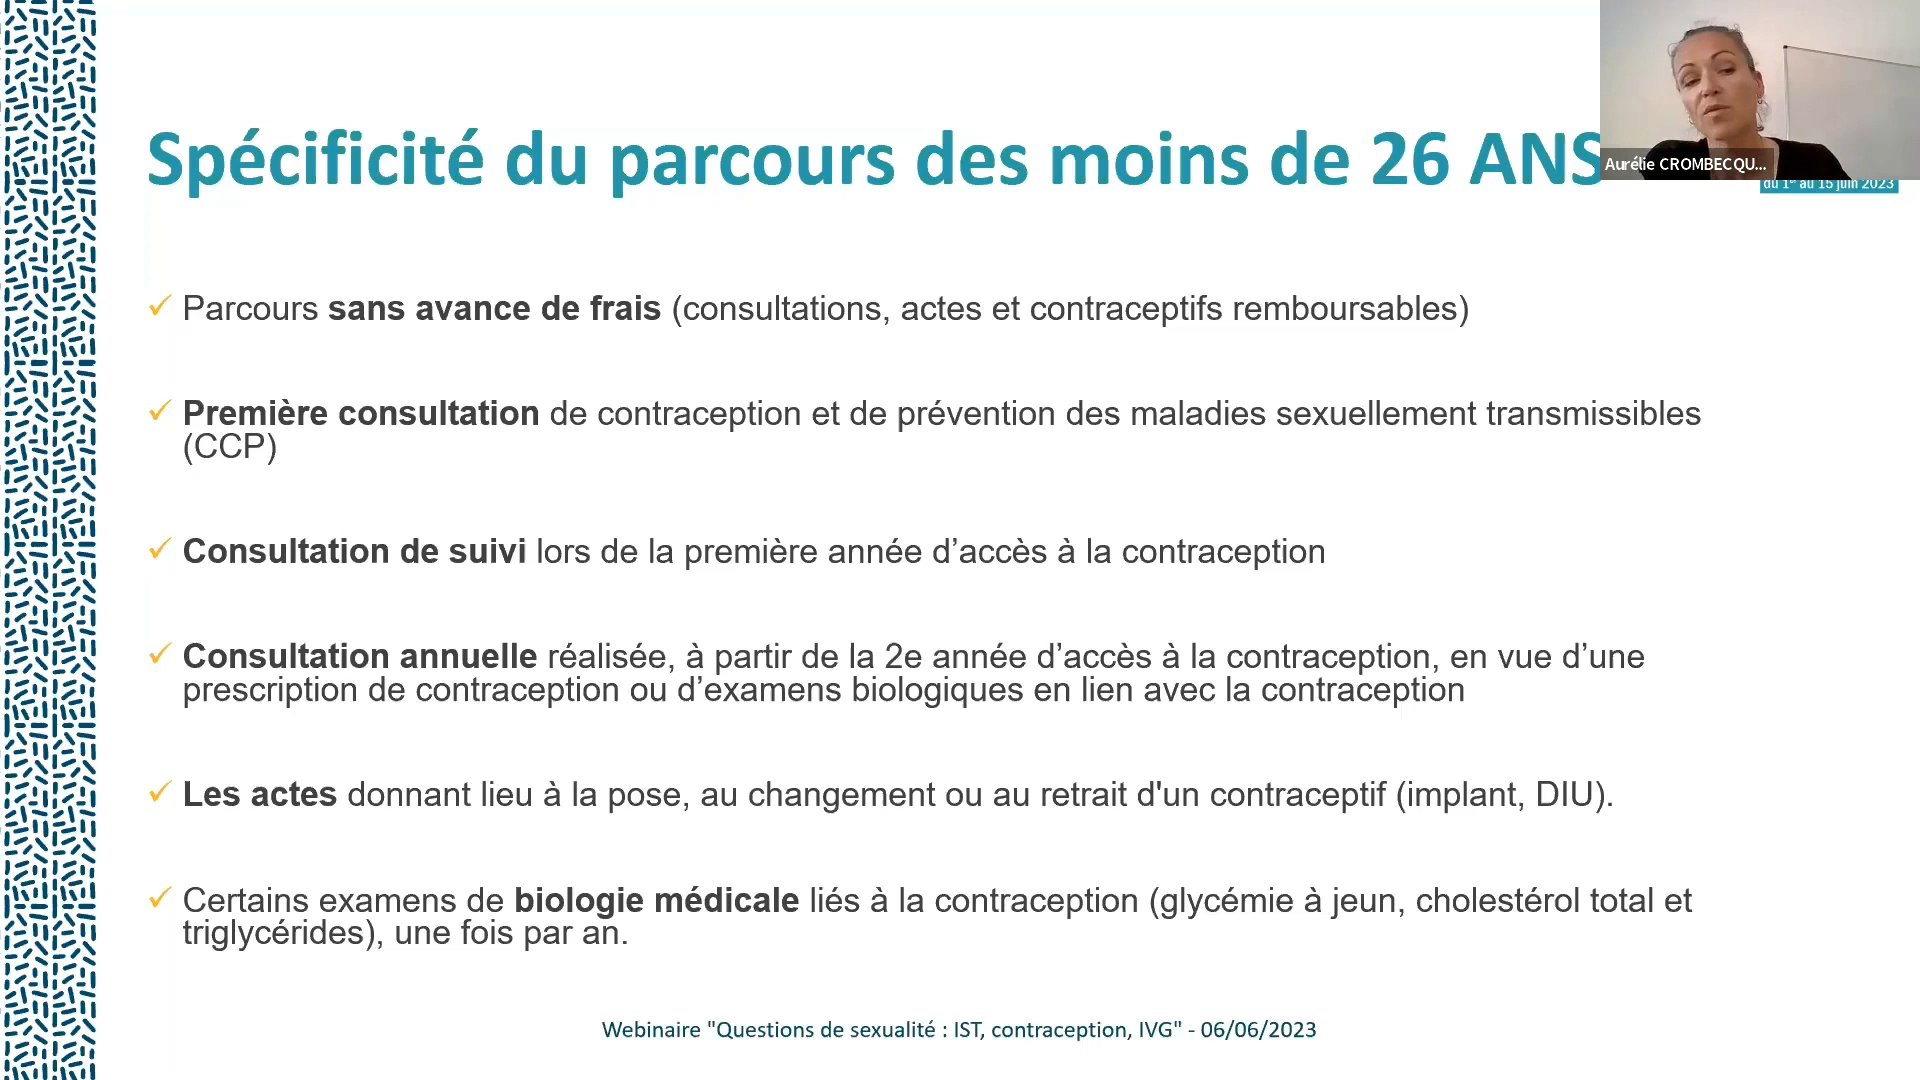 Spécificité du parcours des moins de 26 ANS
Aurélie CROMBECQU...
du 1er au 15 juin 2023
✓ Parcours sans avance de frais (consultations, actes et contraceptifs remboursables)
✓ Première consultation de contraception et de prévention des maladies sexuellement transmissibles
(CCP)
✓ Consultation de suivi lors de la première année d’accès à la contraception
✓ Consultation annuelle réalisée, à partir de la 2e année d’accès à la contraception, en vue d’une
prescription de contraception ou d’examens biologiques en lien avec la contraception
✓ Les actes donnant lieu à la pose, au changement ou au retrait d'un contraceptif (implant, DIU).
✓ Certains examens de biologie médicale liés à la contraception (glycémie à jeun, cholestérol total et
triglycérides), une fois par an.
Webinaire "Questions de sexualité : IST, contraception, IVG" - 06/06/2023